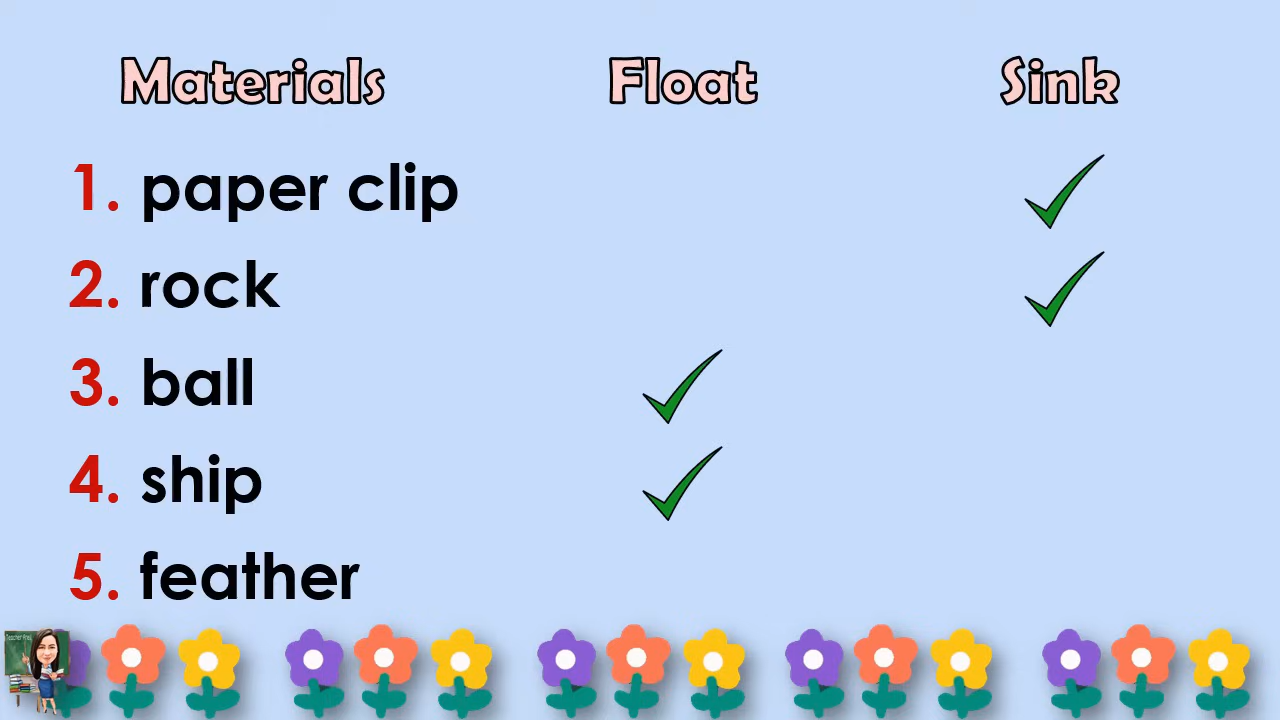 Materials Float Sink
1. paper clip
2. rock
3. ball
4. ship
5. feather